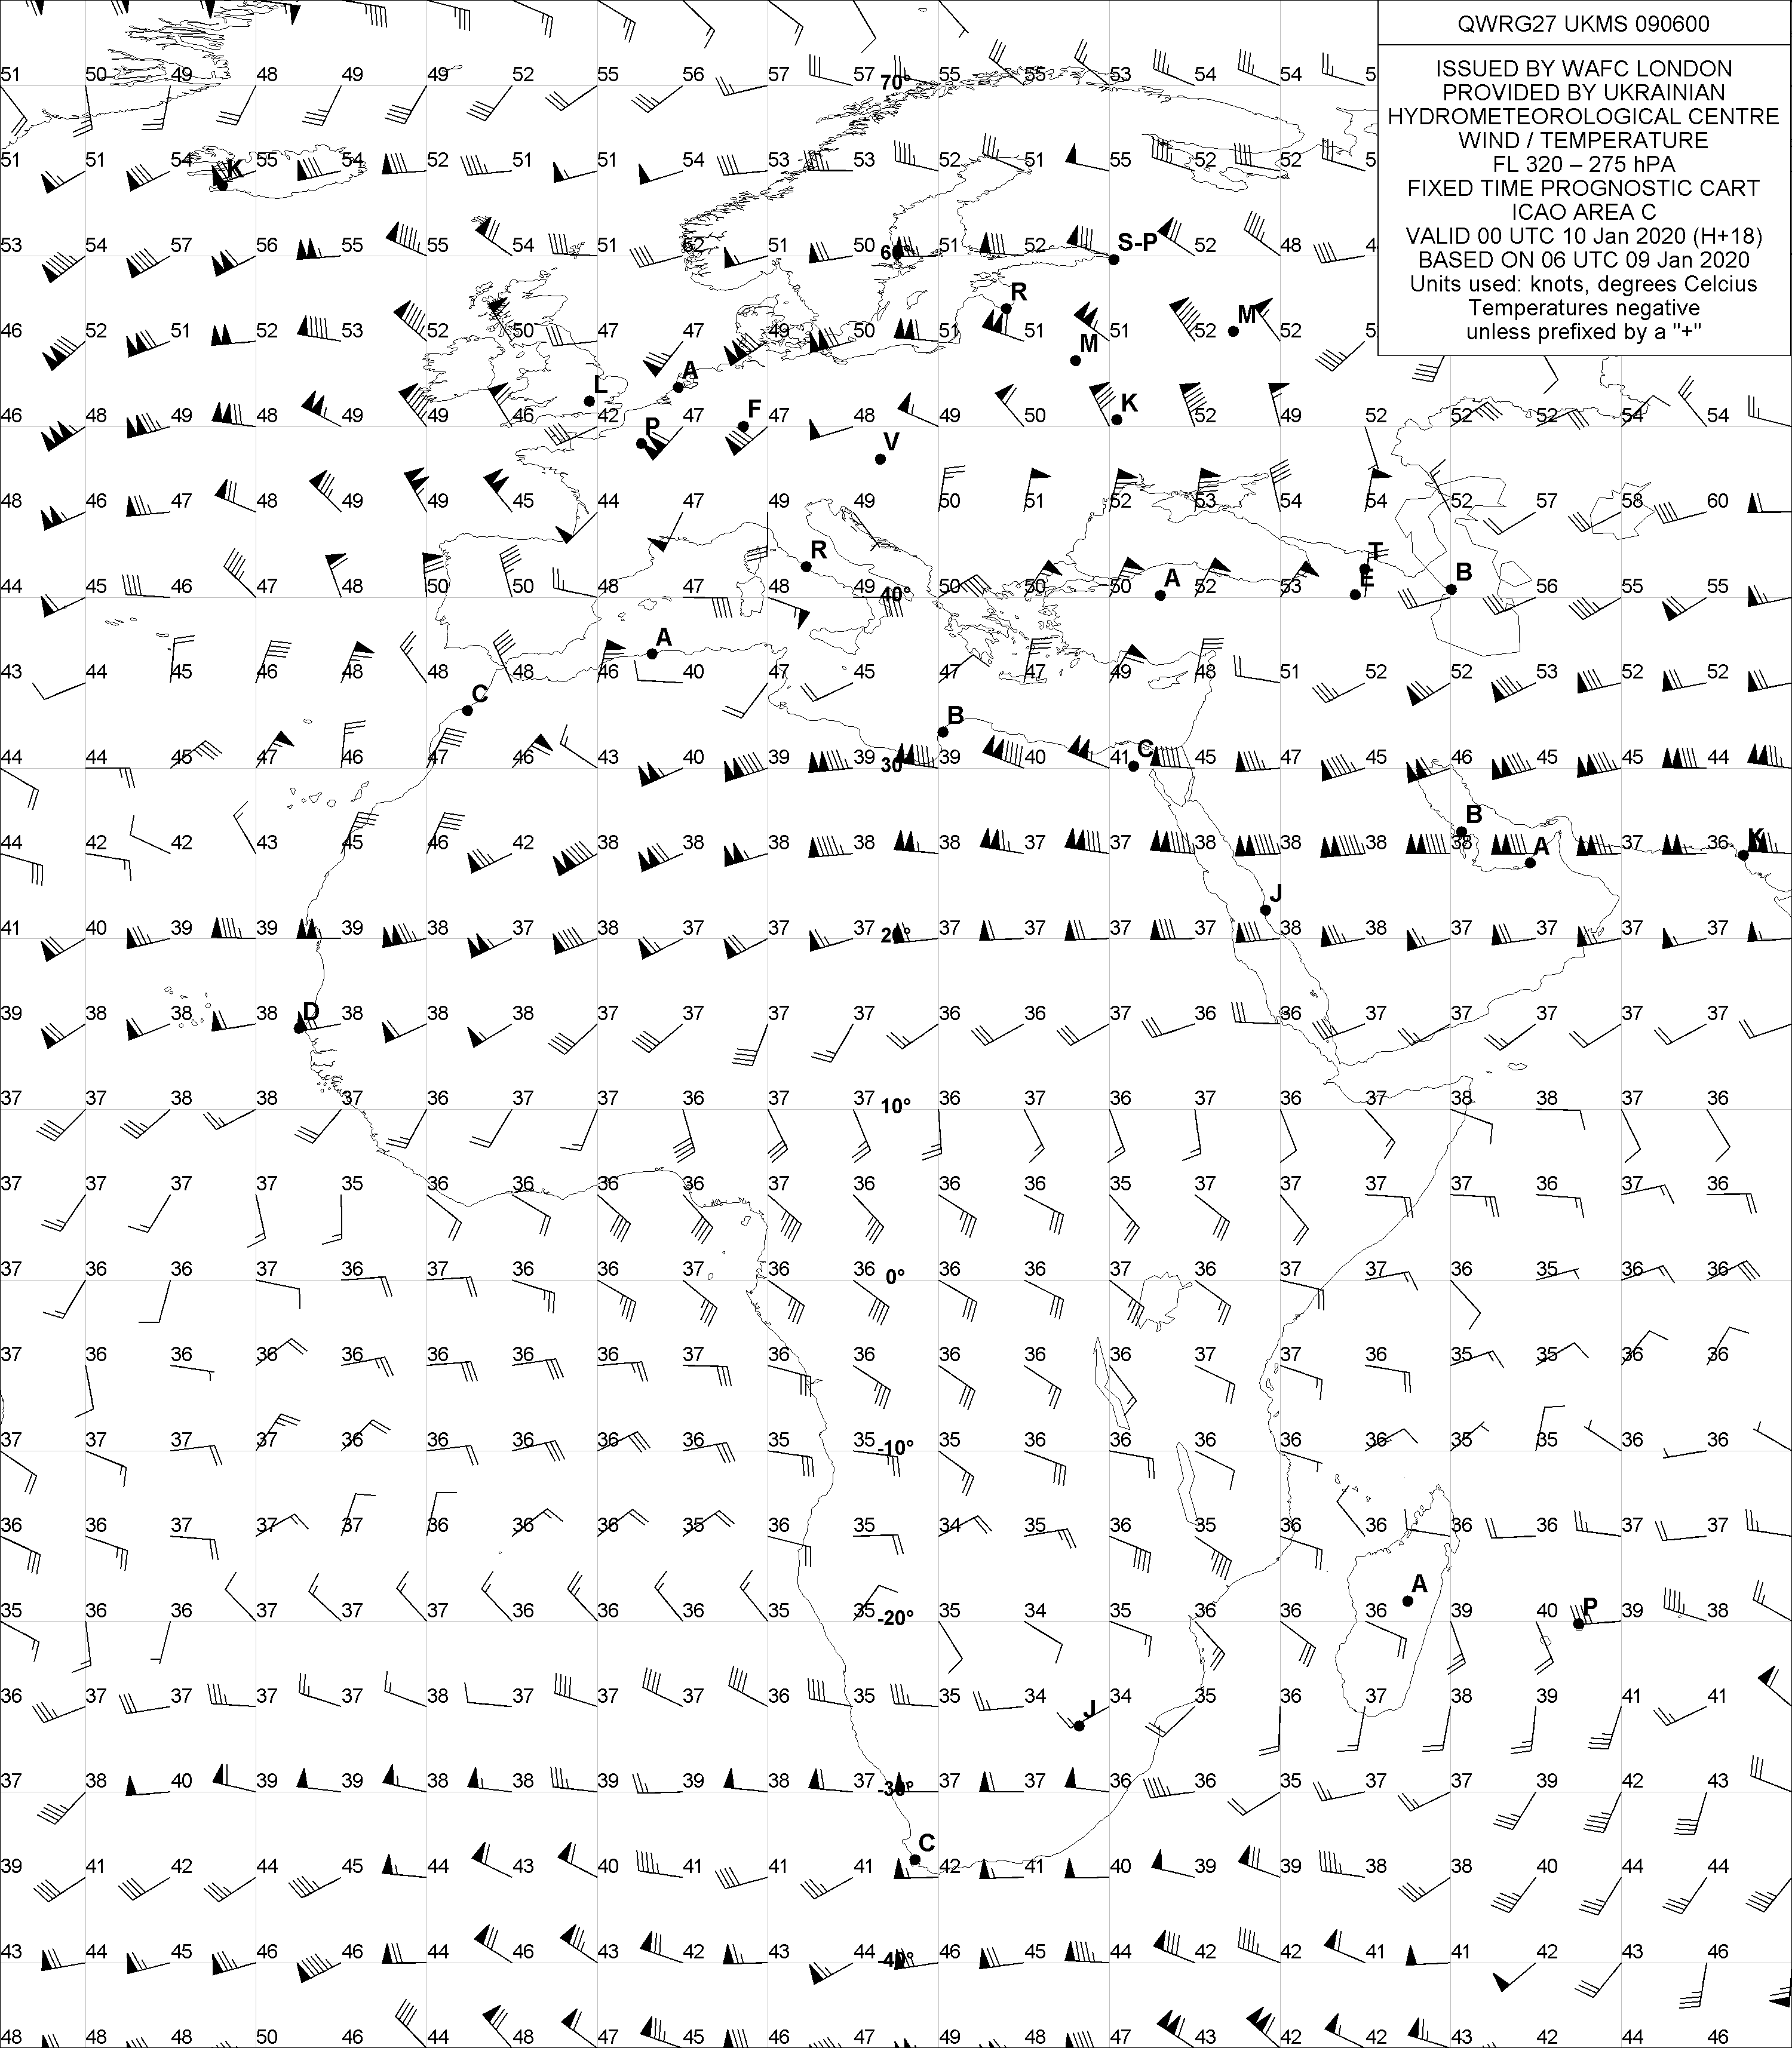 QWRG27 UKMS 090600
ISSUED BY WAFC LONDON
PROVIDED BY UKRAINIAN
HYDROMETEOROLOGICAL CENTRE
WIND / TEMPERATURE
FL 320 – 275 hPA
FIXED TIME PROGNOSTIC CART
ICAO AREA C
VALID 00 UTC 10 Jan 2020 (H+18)
BASED ON 06 UTC 09 Jan 2020
Units used: knots, degrees Celcius
Temperatures negative
unless prefixed by a "+"
51 50 49 48 49 49 52 55 56 57 57 70° 55 55 53 54 54 5
51 51 54 K 55 54 52 51 51 54 53 53 52 51 55 52 52 5
53 54 57 56 55 55 54 51 52 51 50 60° 51 52 S-P 52 48 4
R
46 52 51 52 53 52 50 47 47 49 50 51 51 51 52 M 52 5
M
A
L
46 48 49 48 49 49 46 42 P 47 F 47 48 49 50 K 52 49 52 52 52 54 54
V
48 46 47 48 49 49 45 44 47 49 49 50 51 52 53 54 54 52 57 58 60
R T
44 45 46 47 48 50 50 48 47 48 49 40° 50 50 50 A 52 53 E B 56 55 55
A
43 44 45 46 48 48 48 46 40 47 45 47 47 49 48 51 52 52 53 52 52
C B
44 44 45 47 46 47 46 43 40 39 39 30° 39 40 41 C 45 47 45 46 45 45 44
B
44 42 42 43 45 46 42 38 38 38 38 38 37 37 38 38 38 38 A 37 36 K
J
41 40 39 39 39 38 37 38 37 37 37 20° 37 37 37 37 38 38 37 37 37 37
39 38 38 38 D 38 38 38 37 37 37 37 36 36 37 36 36 37 37 37 37 37
37 37 38 38 37 36 37 37 36 37 37 10° 36 37 36 37 36 37 38 38 37 36
37 37 37 37 35 36 36 36 36 37 36 36 36 35 37 37 37 37 36 37 36
37 36 36 37 36 37 36 36 37 36 36 0° 36 36 37 36 36 37 36 35 36 36
37 36 36 36 36 36 36 36 37 36 36 36 36 36 37 37 36 35 35 36 36
37 37 37 37 36 36 36 36 36 35 35 -10° 35 36 36 36 36 36 35 35 36 36
36 36 37 37 37 36 36 36 35 36 35 34 35 36 35 36 36 36 36 37 37
A
35 36 36 37 37 37 36 36 36 35 35 -20° 35 34 35 36 36 36 39 40 P 39 38
36 37 37 37 37 38 37 37 37 36 35 35 34 J 34 35 36 37 38 39 41 41
37 38 40 39 39 38 38 39 39 38 37 -30° 37 37 36 36 35 37 37 39 42 43
C
39 41 42 44 45 44 43 40 41 41 41 42 41 40 39 39 38 38 40 44 44
43 44 45 46 46 44 46 43 42 43 44 -40° 46 45 44 42 42 41 41 42 43 46
48 48 48 50 46 44 48 47 45 46 47 49 48 47 43 42 42 43 42 44 46